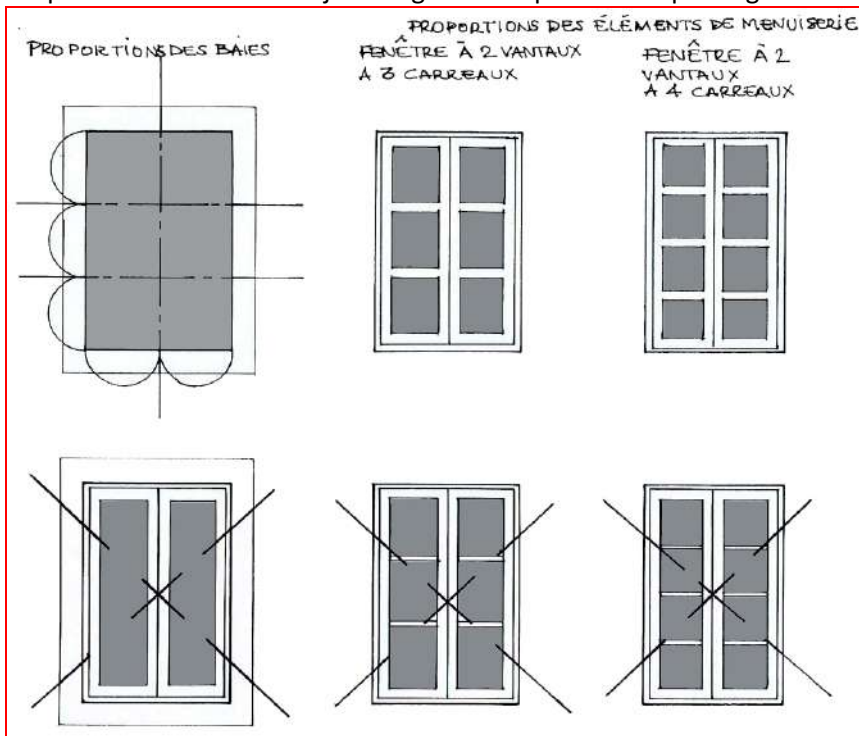 PROPORTIONS DES BAIES
PROPORTIONS DES ÉLÉMENTS DE MENUISERIE
FENÊTRE À 2 VANTAUX
A 3 CARREAUX
FENÊTRE À 2
VANTAUX
A 4 CARREAUX